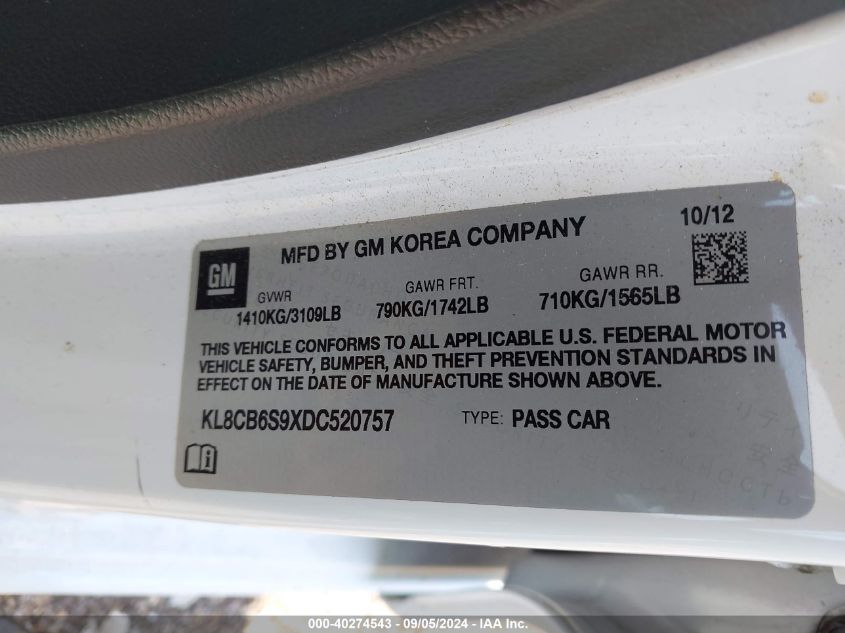 10/12
MFD BY GM KOREA COMPANY
GM
GVWR GAWR FRT. GAWR RR.
1410KG/3109LB 790KG/1742LB 710KG/1565LB
THIS VEHICLE CONFORMS TO ALL APPLICABLE U.S. FEDERAL MOTOR
VEHICLE SAFETY, BUMPER, AND THEFT PREVENTION STANDARDS IN
EFFECT ON THE DATE OF MANUFACTURE SHOWN ABOVE.
KL8CB6S9XDC520757 TYPE: PASS CAR
000-40274543 - 09/05/2024 - IAA Inc.